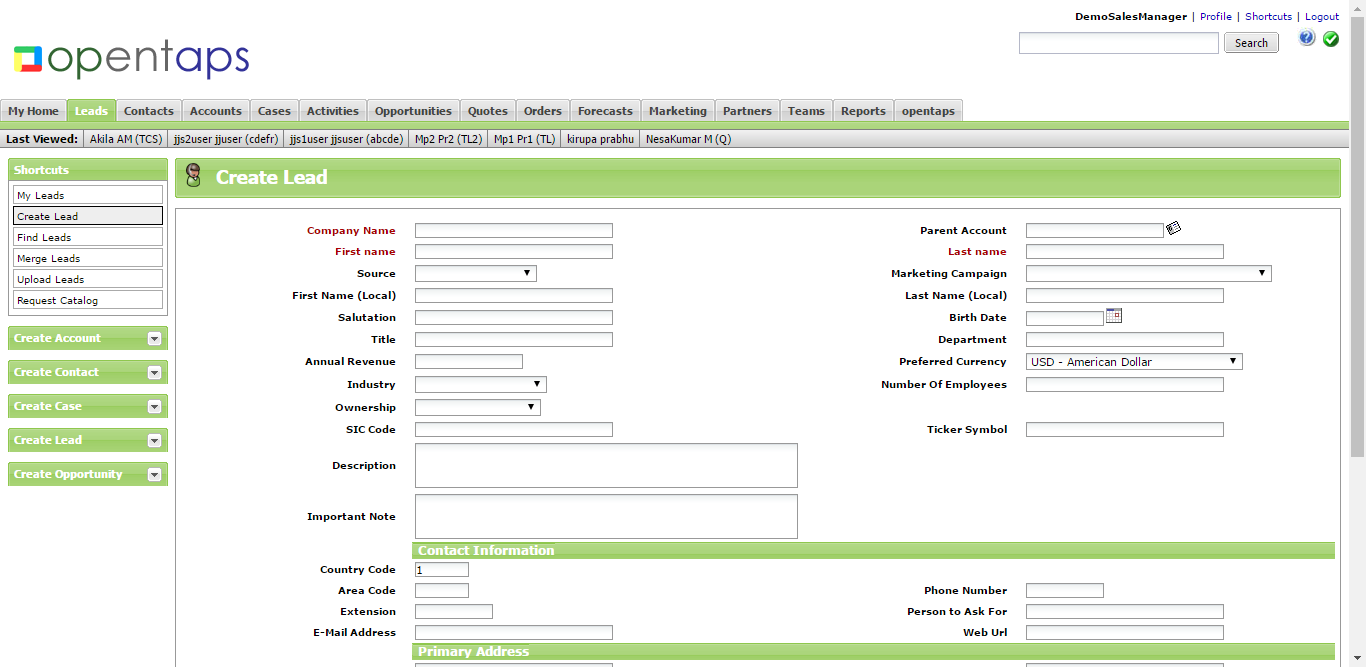 DemoSalesManager | Profile | Shortcuts | Logout
opentaps
Search
My Home Leads Contacts Accounts Cases Activities Opportunities Quotes Orders Forecasts Marketing Partners Teams Reports opentaps
Last Viewed: Akila AM (TCS) jjs2user jjuser (cdefr) jjs1user jjsuser (abcde) Mp2 Pr2 (TL2) Mp1 Pr1 (TL) kirupa prabhu NesaKumar M (Q)
Shortcuts
My Leads
Create Lead
Find Leads
Merge Leads
Upload Leads
Request Catalog
Create Account
Create Contact
Create Case
Create Lead
Create Opportunity
Create Lead
Company Name Parent Account
First name Last name
Source Marketing Campaign
First Name (Local) Last Name (Local)
Salutation Birth Date
Title Department
Annual Revenue Preferred Currency USD - American Dollar
Industry Number Of Employees
Ownership
SIC Code Ticker Symbol
Description
Important Note
Contact Information
Country Code 1
Area Code Phone Number
Extension Person to Ask For
E-Mail Address Web Url
Primary Address